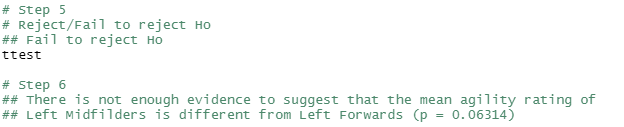 # Step 5
# Reject/Fail to reject Ho
## Fail to reject Ho
ttest
# Step 6
## There is not enough evidence to suggest that the mean agility rating of
## Left Midfilders is different from Left Forwards (p = 0.06314)